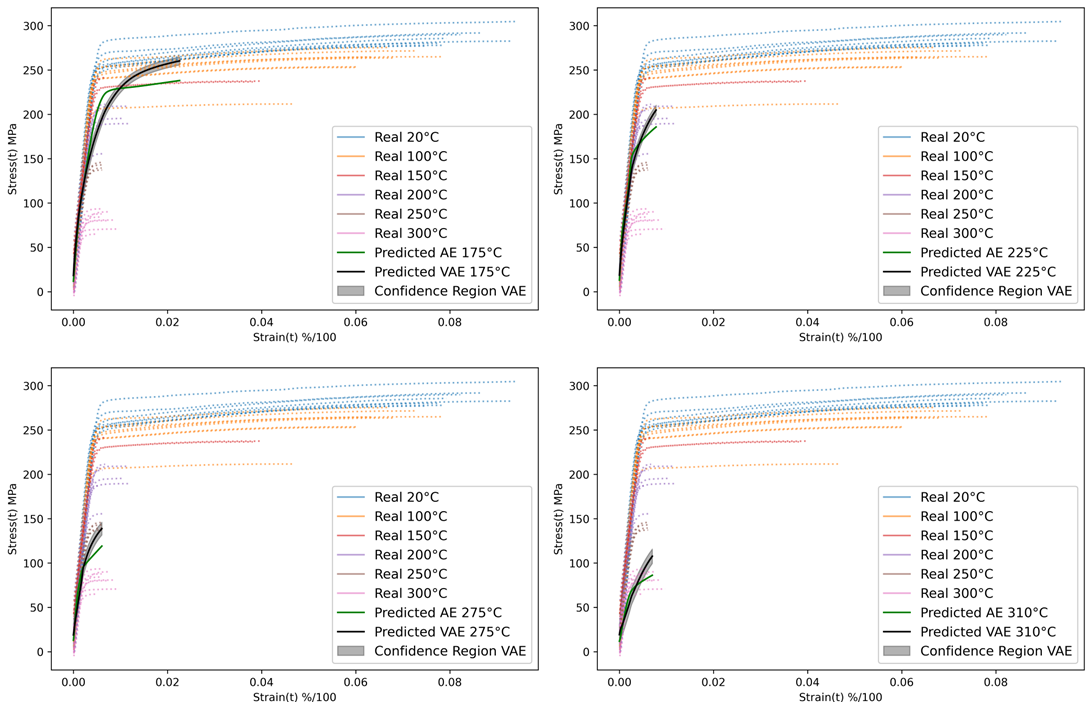 300
250
200
150
100
50
0
Stress(t) MPa
0.00
0.02
0.04
0.06
0.08
Strain(t) %/100
Real 20°C
Real 100°C
Real 150°C
Real 200°C
Real 250°C
Real 300°C
Predicted AE 175°C
Predicted VAE 175°C
Confidence Region VAE
300
250
200
150
100
50
0
Stress(t) MPa
0.00
0.02
0.04
0.06
0.08
Strain(t) %/100
Real 20°C
Real 100°C
Real 150°C
Real 200°C
Real 250°C
Real 300°C
Predicted AE 225°C
Predicted VAE 225°C
Confidence Region VAE
300
250
200
150
100
50
0
Stress(t) MPa
0.00
0.02
0.04
0.06
0.08
Strain(t) %/100
Real 20°C
Real 100°C
Real 150°C
Real 200°C
Real 250°C
Real 300°C
Predicted AE 275°C
Predicted VAE 275°C
Confidence Region VAE
300
250
200
150
100
50
0
Stress(t) MPa
0.00
0.02
0.04
0.06
0.08
Strain(t) %/100
Real 20°C
Real 100°C
Real 150°C
Real 200°C
Real 250°C
Real 300°C
Predicted AE 310°C
Predicted VAE 310°C
Confidence Region VAE